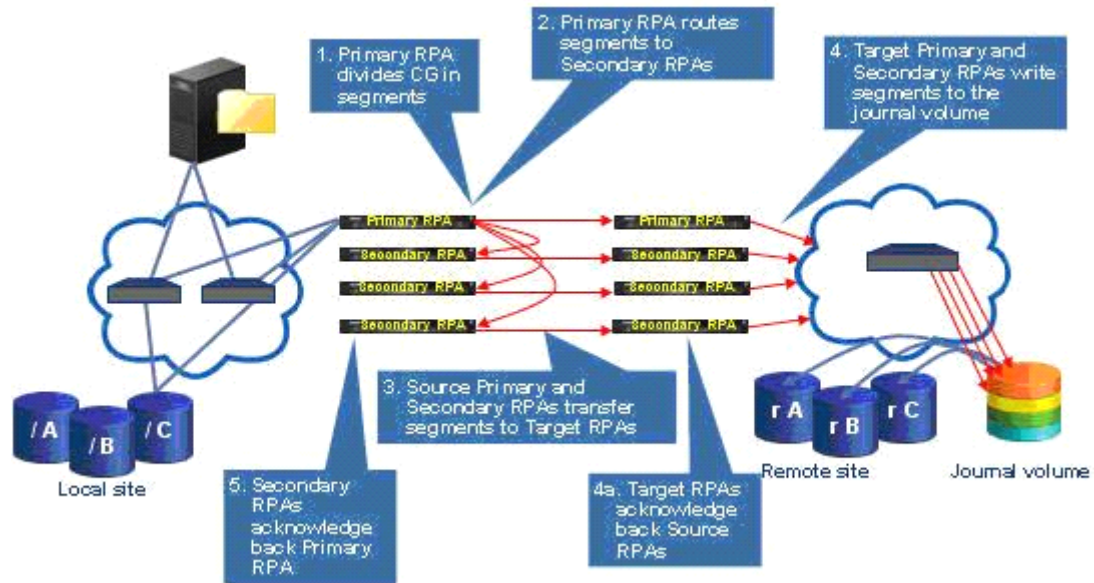 1. Primary RPA
divides CG in
segments
2. Primary RPA routes
segments to
Secondary RPAs
4. Target Primary and
Secondary RPAs write
segments to the
journal volume
Primary RPA
Primary RPA
Secondary RPA
Secondary RPA
Secondary RPA
Secondary RPA
Secondary RPA
Secondary RPA
3. Source Primary and
Secondary RPAs transfer
segments to Target RPAs
/ A
/ B
/ C
Local site
r A
r B
r C
Remote site
Journal volume
5. Secondary
RPAs
acknowledge
back Primary
RPA
4a. Target RPAs
acknowledge
back Source
RPAs